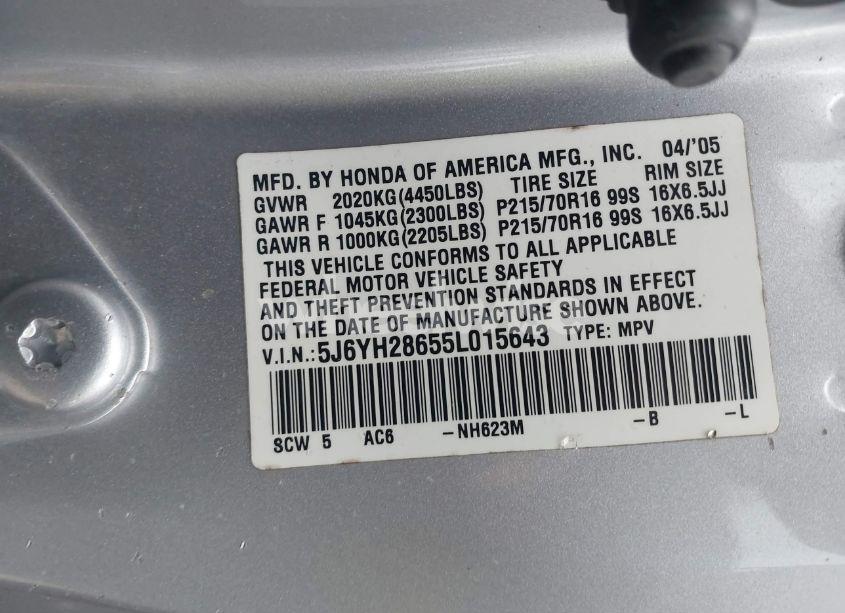 MFD. BY HONDA OF AMERICA MFG., INC. 04/'05
GVWR 2020KG(4450LBS) TIRE SIZE RIM SIZE
GAWR F 1045KG(2300LBS) P215/70R16 99S 16X6.5JJ
GAWR R 1000KG(2205LBS) P215/70R16 99S 16X6.5JJ
THIS VEHICLE CONFORMS TO ALL APPLICABLE
FEDERAL MOTOR VEHICLE SAFETY
AND THEFT PREVENTION STANDARDS IN EFFECT
ON THE DATE OF MANUFACTURE SHOWN ABOVE.
V.I.N.:5J6YH28655L015643 TYPE: MPV
SCW 5 AC6 -NH623M -B -L